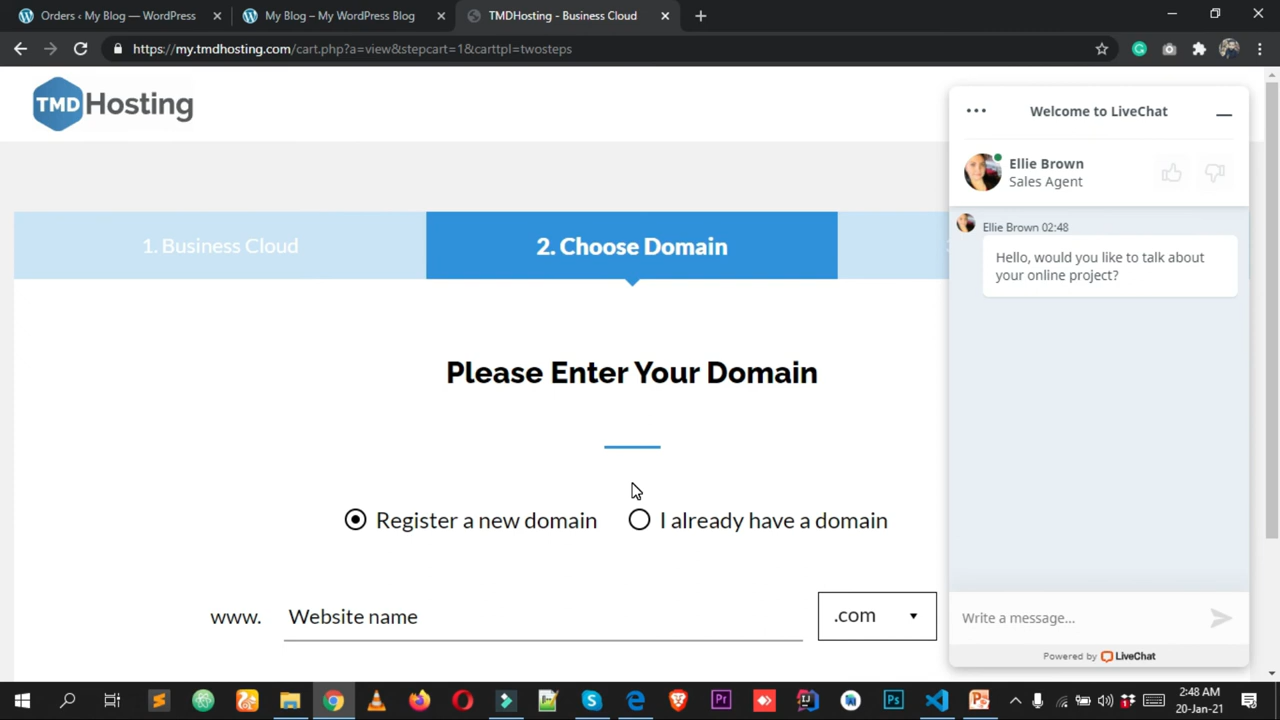 Orders ‹ My Blog — WordPress
My Blog – My WordPress Blog
TMDHosting - Business Cloud
https://my.tmdhosting.com/cart.php?a=view&stepcart=1&carttpl=twosteps
TMDHosting
Welcome to LiveChat
Ellie Brown
Sales Agent
1. Business Cloud
2. Choose Domain
Ellie Brown 02:48
Hello, would you like to talk about
your online project?
Please Enter Your Domain
Register a new domain
I already have a domain
www. Website name .com
Write a message...
Powered by LiveChat
2:48 AM
20-Jan-21